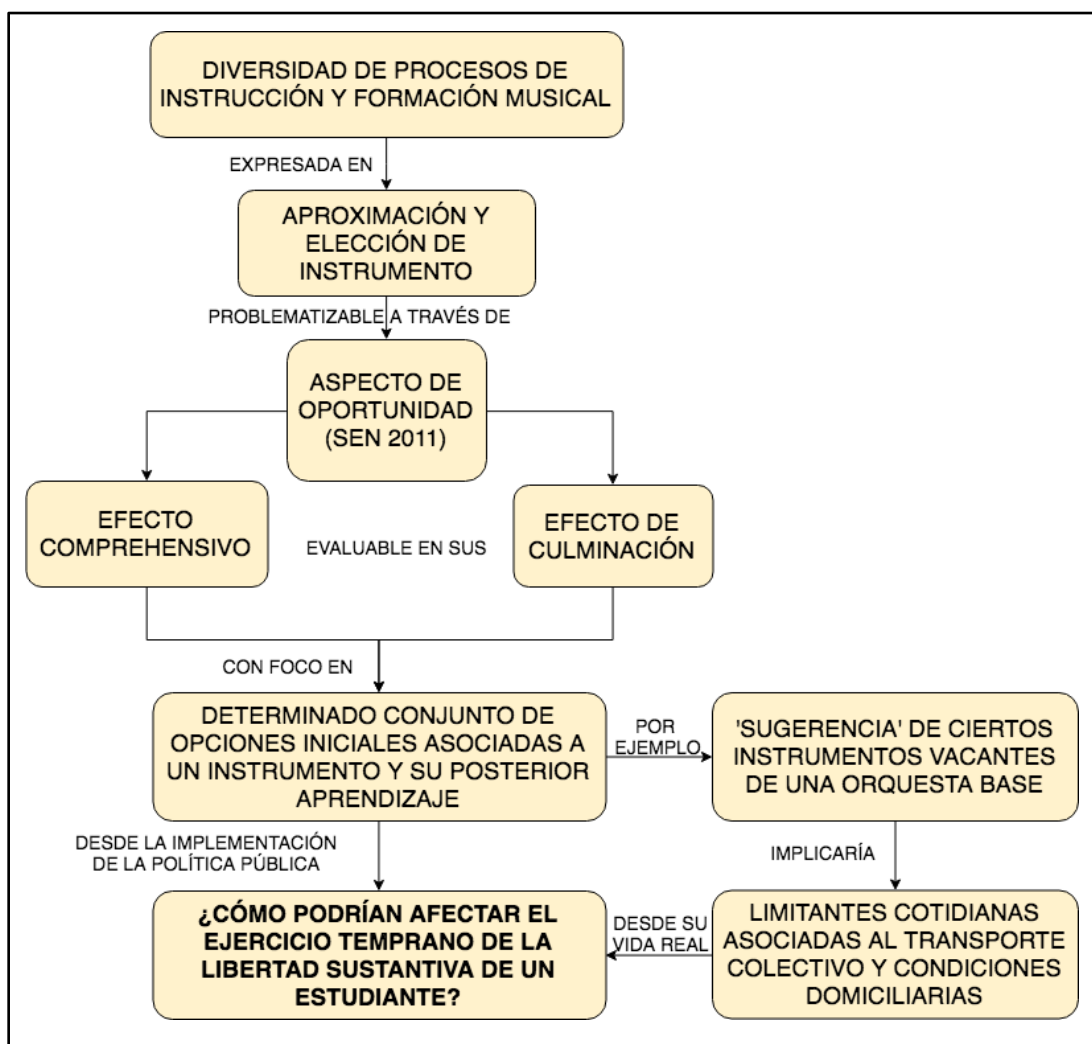 DIVERSIDAD DE PROCESOS DE
INSTRUCCIÓN Y FORMACIÓN MUSICAL
EXPRESADA EN
APROXIMACIÓN Y
ELECCIÓN DE
INSTRUMENTO
PROBLEMATIZABLE A TRAVÉS DE
ASPECTO DE
OPORTUNIDAD
(SEN 2011)
EFECTO
COMPREHENSIVO
EVALUABLE EN SUS
EFECTO DE
CULMINACIÓN
CON FOCO EN
DETERMINADO CONJUNTO DE
OPCIONES INICIALES ASOCIADAS A
UN INSTRUMENTO Y SU POSTERIOR
APRENDIZAJE
POR
EJEMPLO
'SUGERENCIA' DE CIERTOS
INSTRUMENTOS VACANTES
DE UNA ORQUESTA BASE
DESDE LA IMPLEMENTACIÓN
DE LA POLÍTICA PÚBLICA
IMPLICARÍA
¿CÓMO PODRÍAN AFECTAR EL
EJERCICIO TEMPRANO DE LA
LIBERTAD SUSTANTIVA DE UN
ESTUDIANTE?
DESDE SU
VIDA REAL
LIMITANTES COTIDIANAS
ASOCIADAS AL TRANSPORTE
COLECTIVO Y CONDICIONES
DOMICILIARIAS